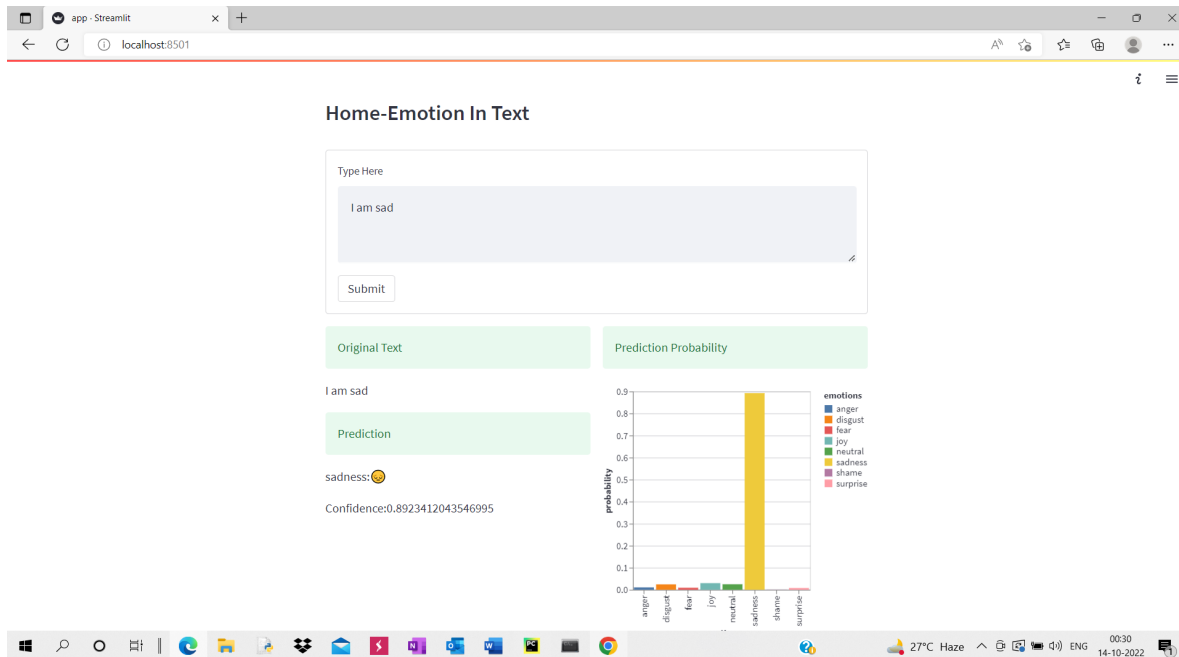 app - Streamlit
localhost:8501
Home-Emotion In Text
Type Here
I am sad
Submit
Original Text
I am sad
Prediction
sadness:😞
Confidence:0.8923412043546995
Prediction Probability
0.9
0.8
0.7
0.6
0.5
0.4
0.3
0.2
0.1
0.0
probability
anger
disgust
fear
joy
neutral
sadness
shame
surprise
emotions
anger
disgust
fear
joy
neutral
sadness
shame
surprise
27°C Haze
ENG
00:30
14-10-2022